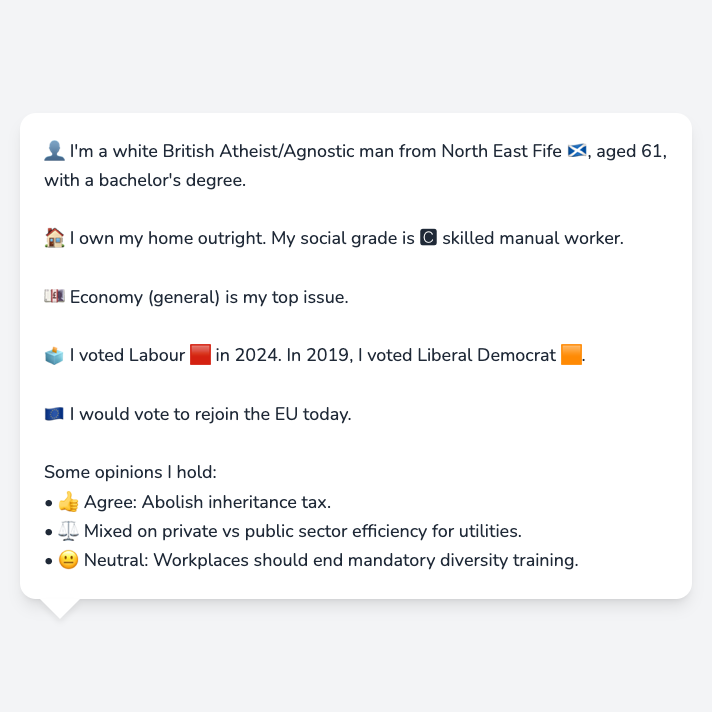 👤 I'm a white British Atheist/Agnostic man from North East Fife 🏴󠁧󠁢󠁳󠁣󠁴󠁿, aged 61,
with a bachelor's degree.
🏠 I own my home outright. My social grade is 🅲 skilled manual worker.
💷 Economy (general) is my top issue.
🗳️ I voted Labour 🟥 in 2024. In 2019, I voted Liberal Democrat 🟧.
🇪🇺 I would vote to rejoin the EU today.
Some opinions I hold:
• 👍 Agree: Abolish inheritance tax.
• ⚖️ Mixed on private vs public sector efficiency for utilities.
• 😐 Neutral: Workplaces should end mandatory diversity training.